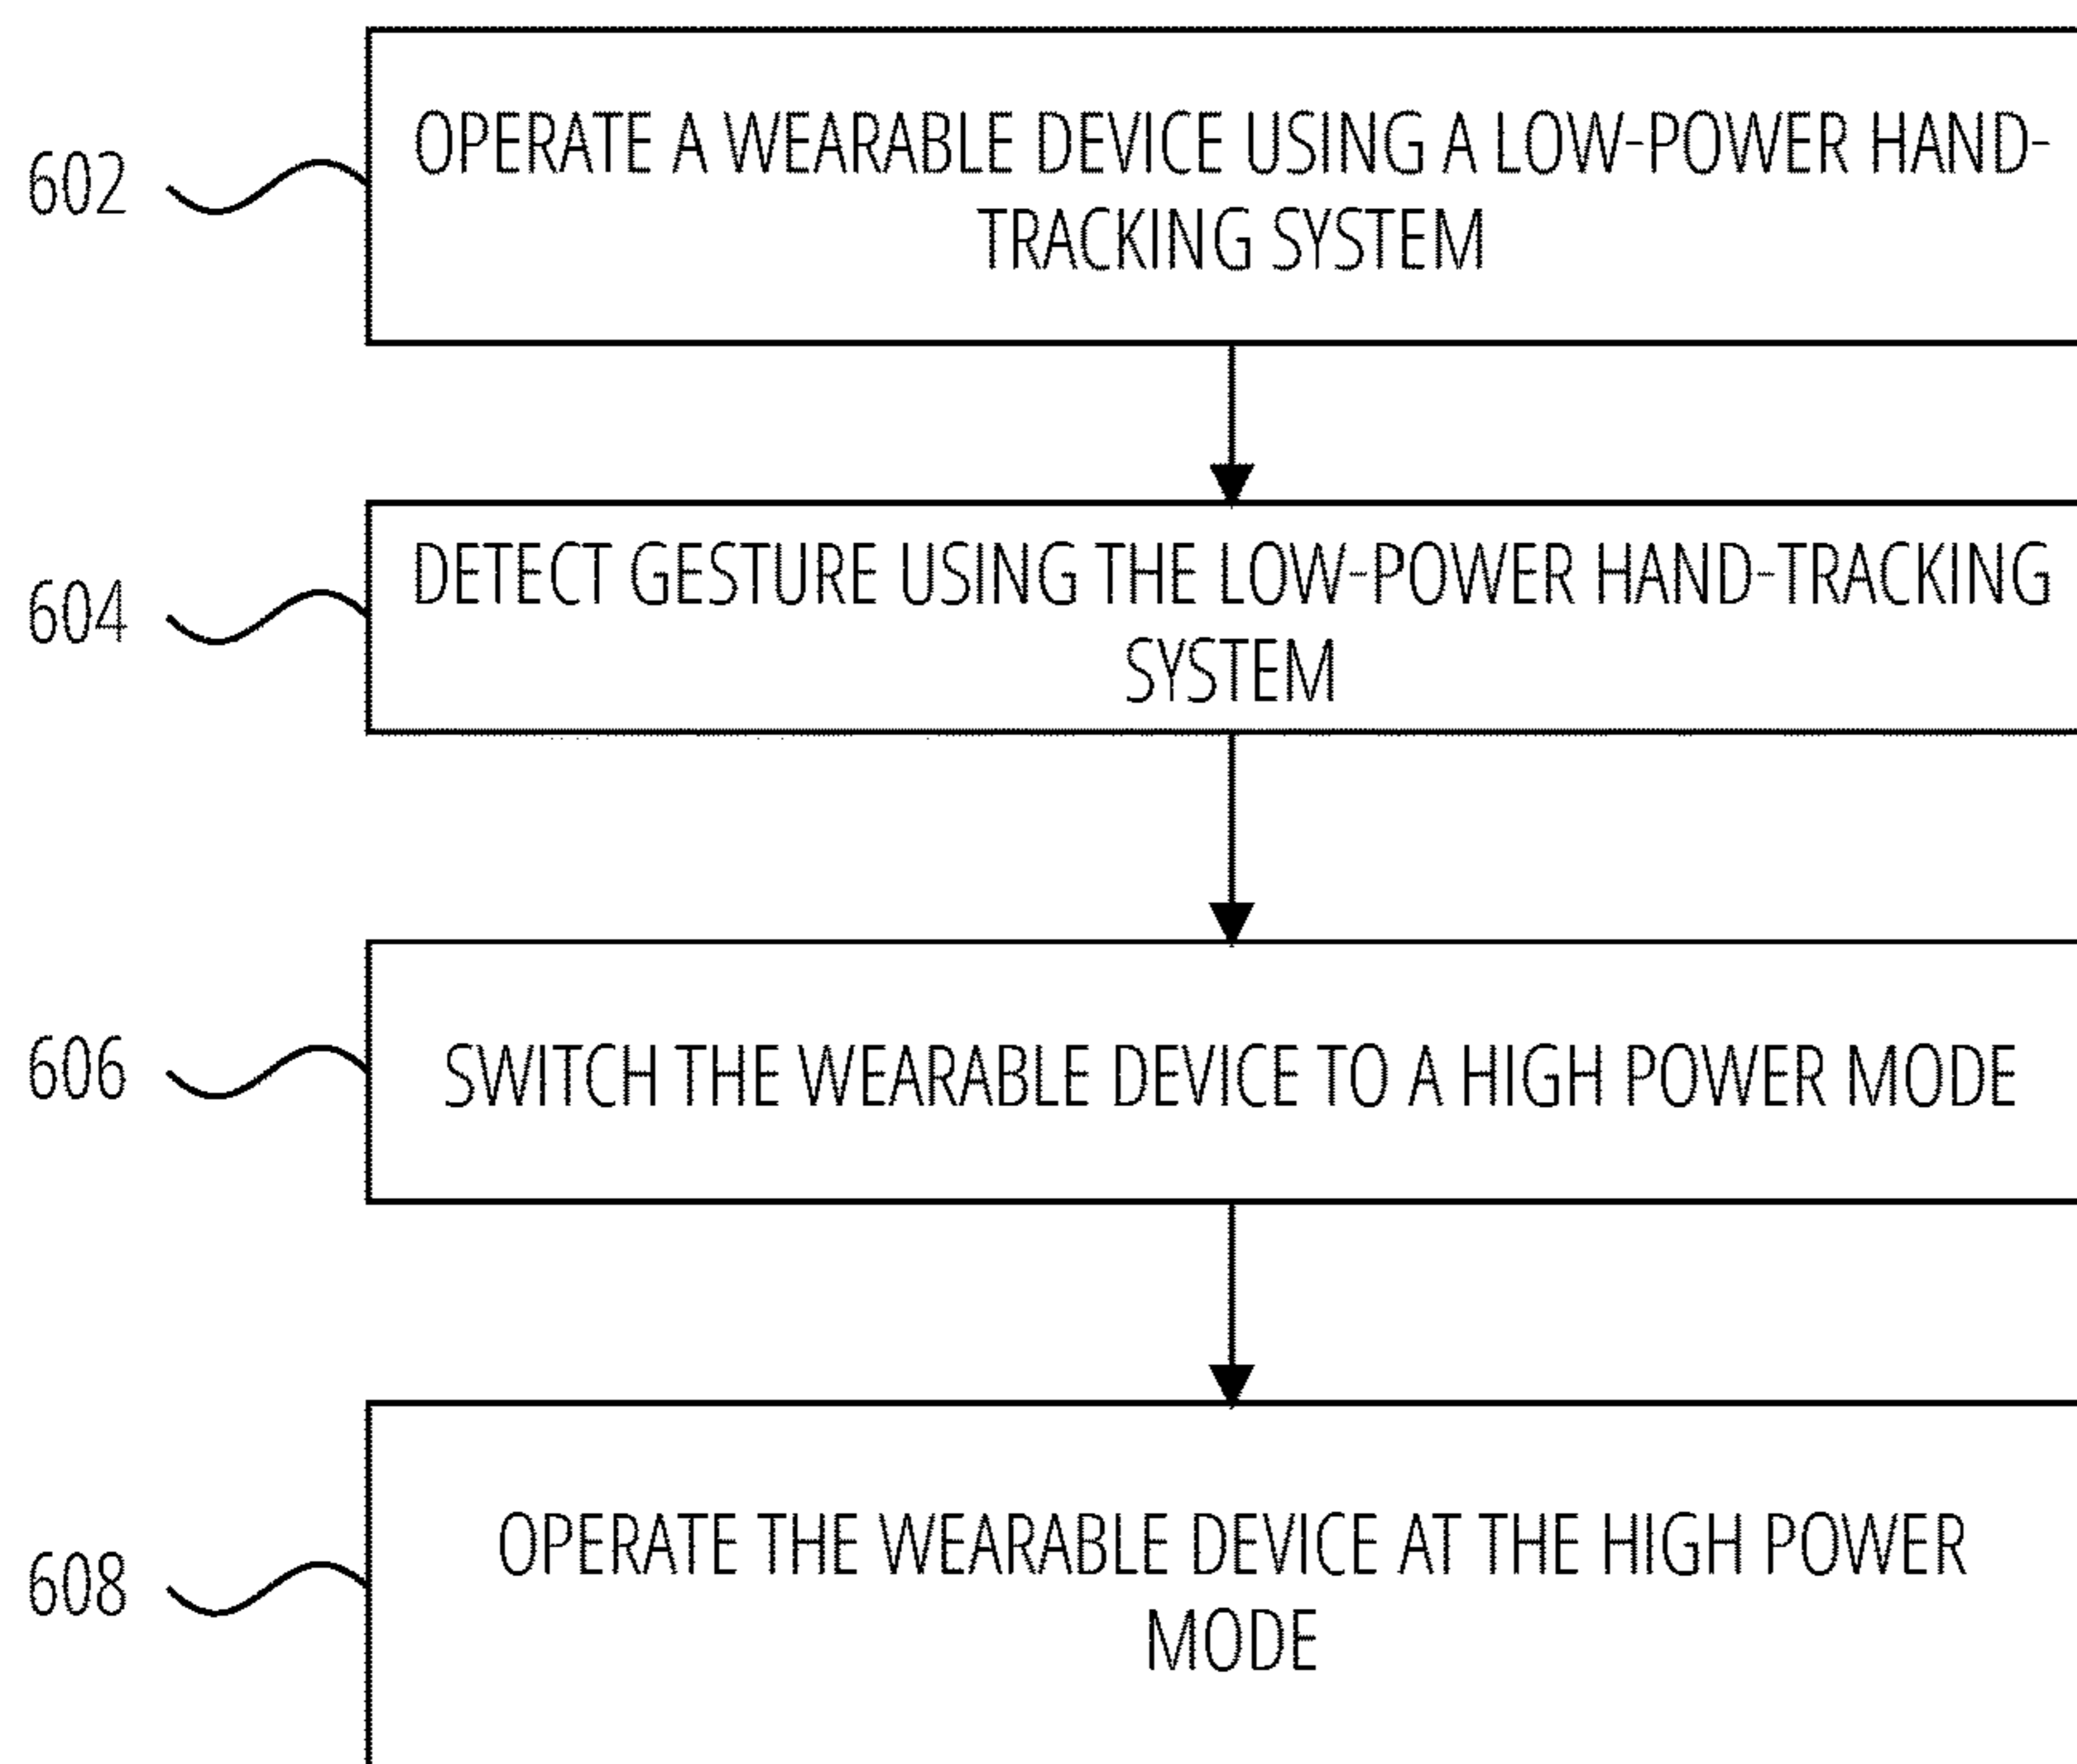 602
OPERATE A WEARABLE DEVICE USING A LOW-POWER HAND-
TRACKING SYSTEM
604
DETECT GESTURE USING THE LOW-POWER HAND-TRACKING
SYSTEM
606
SWITCH THE WEARABLE DEVICE TO A HIGH POWER MODE
608
OPERATE THE WEARABLE DEVICE AT THE HIGH POWER
MODE